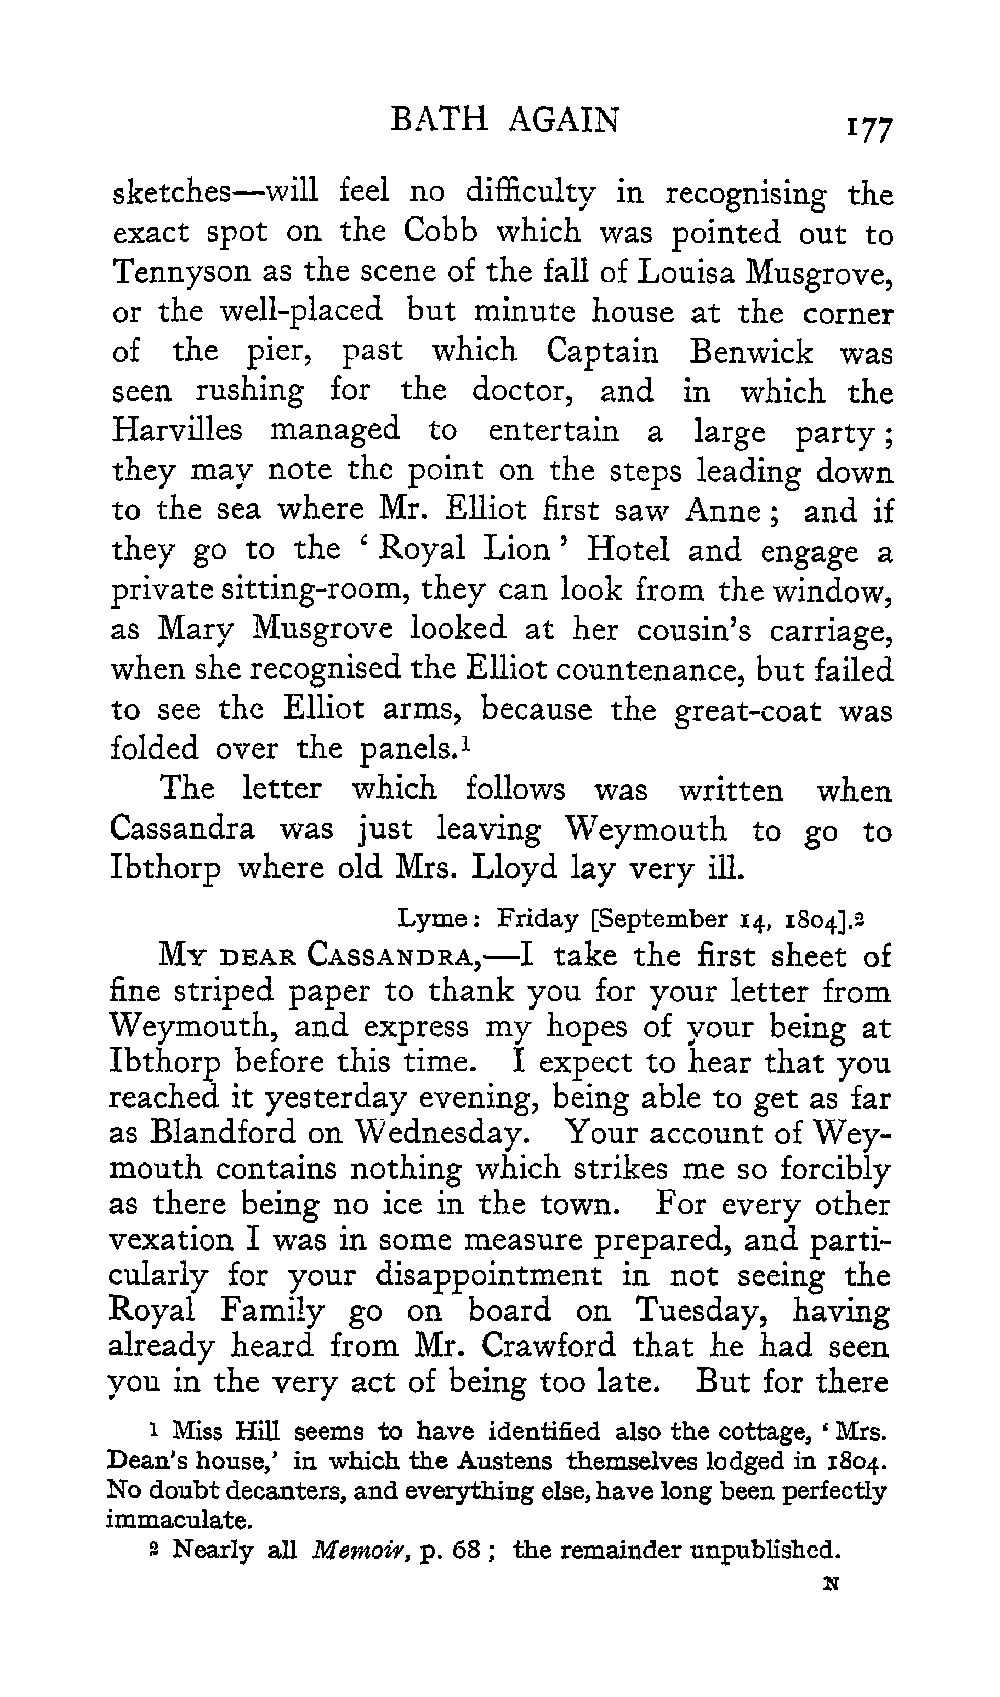 BATH AGAIN 177
sketches—will feel no difficulty in recognising the
exact spot on the Cobb which was pointed out to
Tennyson as the scene of the fall of Louisa Musgrove,
or the well-placed but minute house at the corner
of the pier, past which Captain Benwick was
seen rushing for the doctor, and in which the
Harvilles managed to entertain a large party ;
they may note the point on the steps leading down
to the sea where Mr. Elliot first saw Anne ; and if
they go to the ‘ Royal Lion ’ Hotel and engage a
private sitting-room, they can look from the window,
as Mary Musgrove looked at her cousin’s carriage,
when she recognised the Elliot countenance, but failed
to see the Elliot arms, because the great-coat was
folded over the panels.¹
The letter which follows was written when
Cassandra was just leaving Weymouth to go to
Ibthorp where old Mrs. Lloyd lay very ill.
Lyme: Friday [September 14, 1804].²
MY DEAR CASSANDRA,—I take the first sheet of
fine striped paper to thank you for your letter from
Weymouth, and express my hopes of your being at
Ibthorp before this time. I expect to hear that you
reached it yesterday evening, being able to get as far
as Blandford on Wednesday. Your account of Wey-
mouth contains nothing which strikes me so forcibly
as there being no ice in the town. For every other
vexation I was in some measure prepared, and parti-
cularly for your disappointment in not seeing the
Royal Family go on board on Tuesday, having
already heard from Mr. Crawford that he had seen
you in the very act of being too late. But for there
¹ Miss Hill seems to have identified also the cottage, ‘ Mrs.
Dean’s house,’ in which the Austens themselves lodged in 1804.
No doubt decanters, and everything else, have long been perfectly
immaculate.
² Nearly all Memoir, p. 68 ; the remainder unpublished.
N